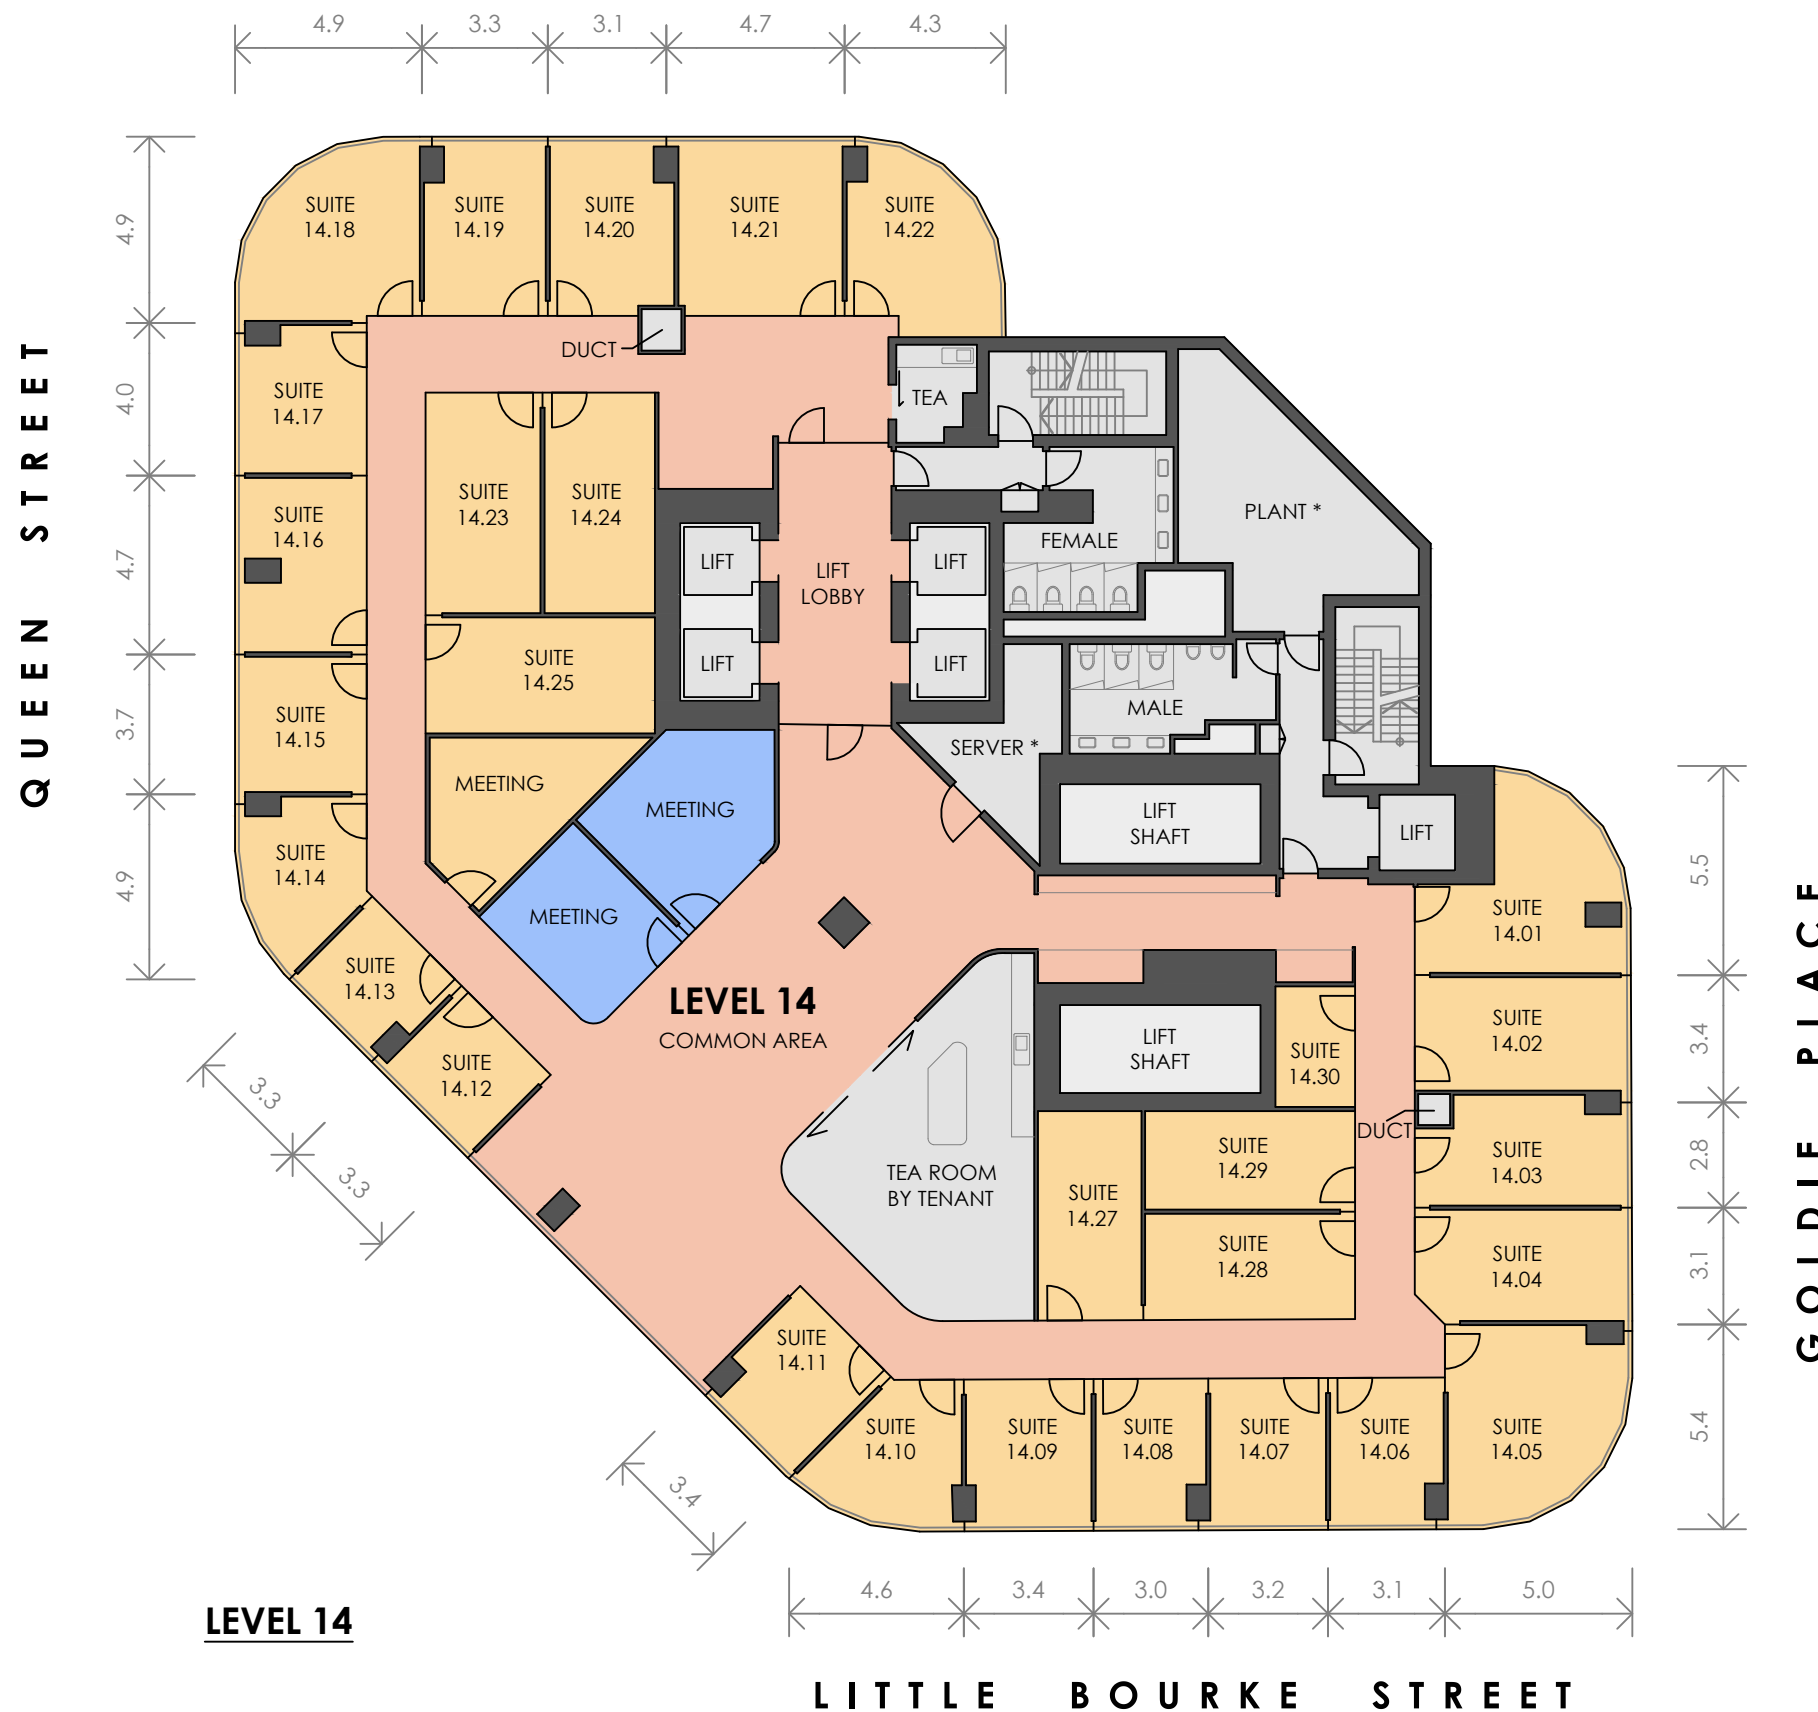 4.9
3.3
3.1
4.7
4.3
SUITE
14.18
SUITE
14.19
SUITE
14.20
SUITE
14.21
SUITE
14.22
4.9
4.0
4.7
3.7
4.9
QUEEN STREET
DUCT
TEA
SUITE
14.17
SUITE
14.16
SUITE
14.15
SUITE
14.14
SUITE
14.13
SUITE
14.12
SUITE
14.23
SUITE
14.24
SUITE
14.25
LIFT
LIFT
LIFT
LOBBY
LIFT
LIFT
FEMALE
PLANT *
MALE
SERVER *
MEETING
MEETING
MEETING
LIFT
SHAFT
LIFT
LEVEL 14
COMMON AREA
LIFT
SHAFT
SUITE
14.30
TEA ROOM
BY TENANT
SUITE
14.27
SUITE
14.29
SUITE
14.28
DUCT
SUITE
14.01
SUITE
14.02
SUITE
14.03
SUITE
14.04
SUITE
14.05
5.5
3.4
2.8
3.1
5.4
GOLDIE PLACE
3.3
3.3
SUITE
14.11
SUITE
14.10
SUITE
14.09
SUITE
14.08
SUITE
14.07
SUITE
14.06
3.4
4.6
3.4
3.0
3.2
3.1
5.0
LEVEL 14
LITTLE BOURKE STREET